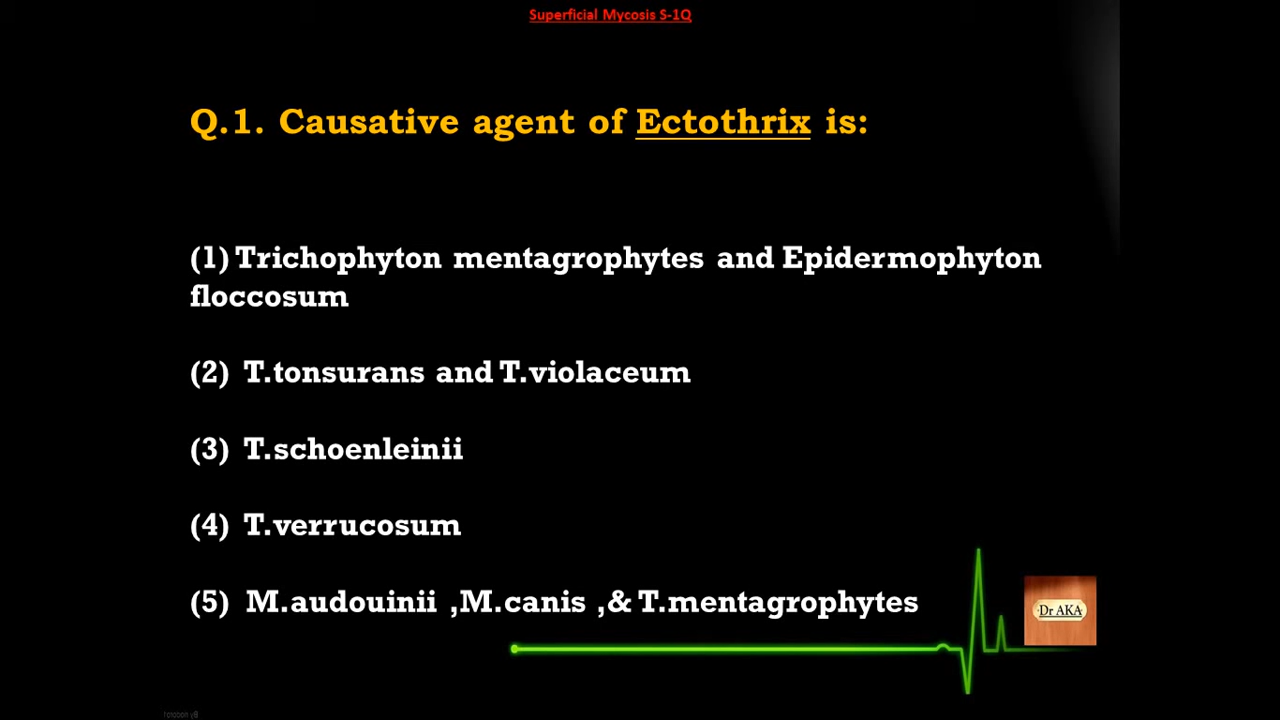 Superficial Mycosis S-1Q
Q.1. Causative agent of Ectothrix is:
(1) Trichophyton mentagrophytes and Epidermophyton
floccosum
(2) T.tonsurans and T.violaceum
(3) T.schoenleinii
(4) T.verrucosum
(5) M.audouinii ,M.canis ,& T.mentagrophytes
Dr AKA